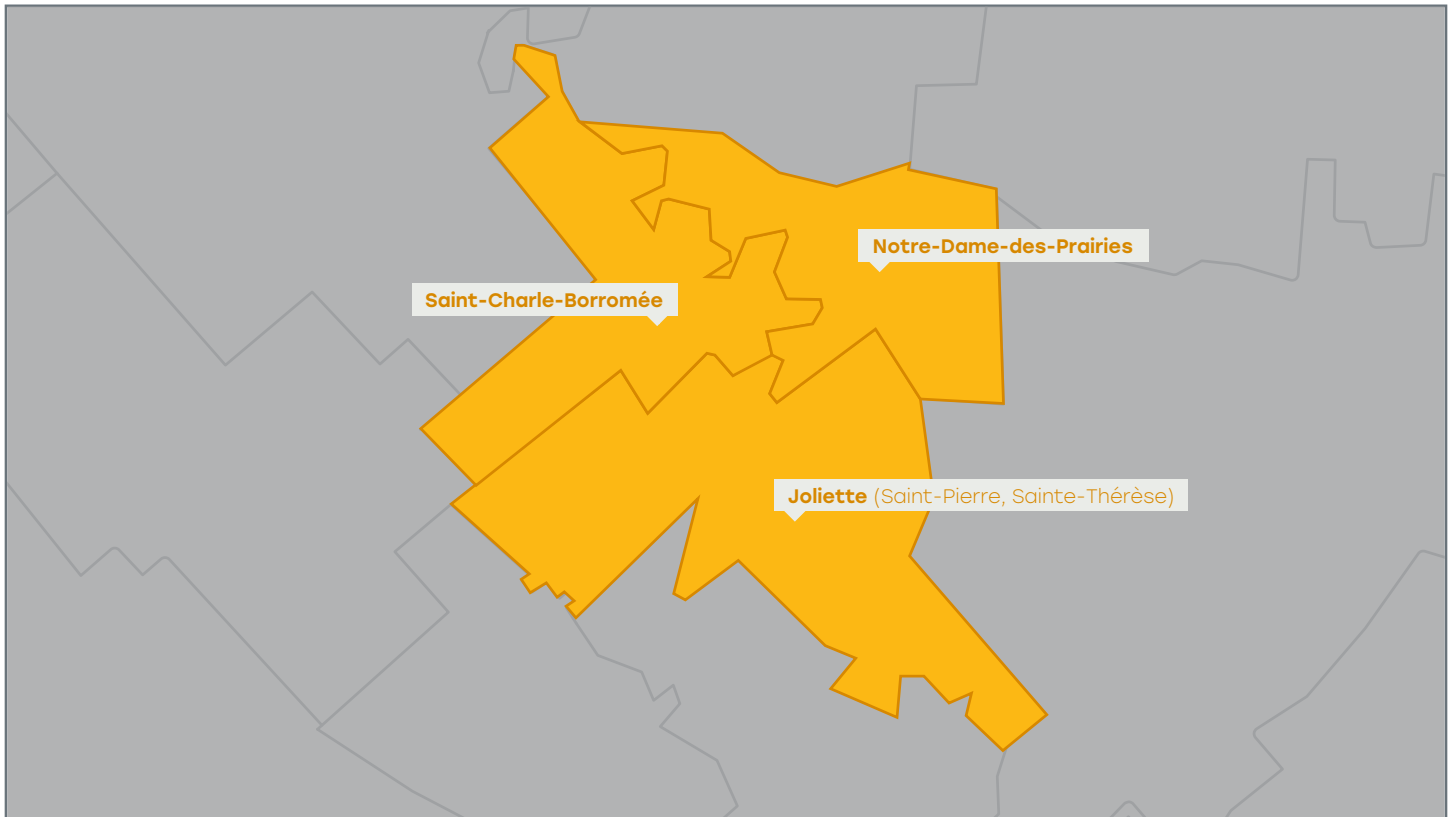 Notre-Dame-des-Prairies
Saint-Charle-Borromée
Joliette (Saint-Pierre, Sainte-Thérèse)